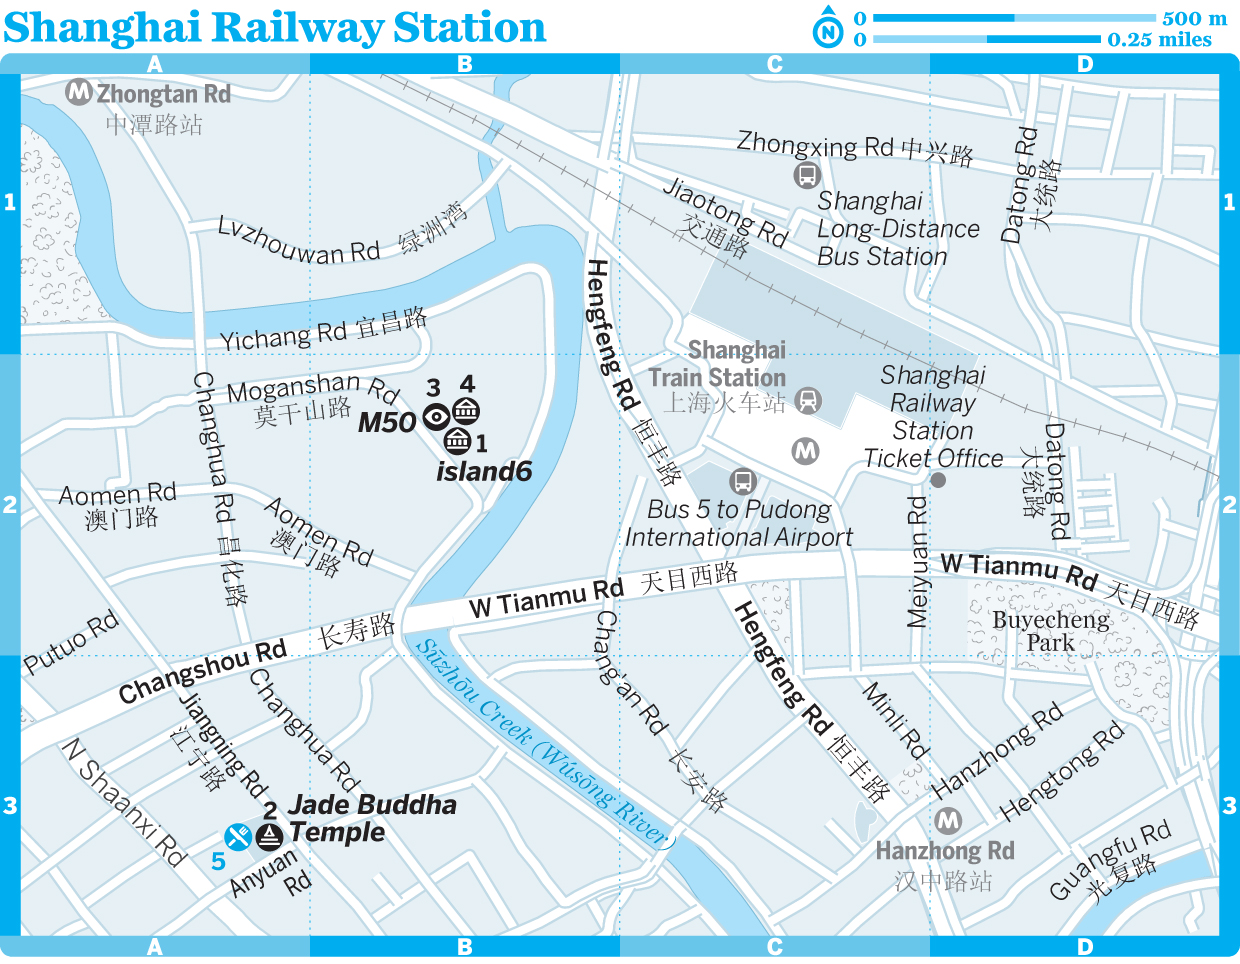 Shanghai Railway Station
N
0 500 m
0 0.25 miles
A B C D
M Zhongtan Rd
中潭路站
Zhongxing Rd 中兴路
Datong Rd
大统路
1
1
Shanghai
Long-Distance
Bus Station
Jiaotong Rd
交通路
Lvzhouwan Rd 绿洲湾
Yichang Rd 宜昌路
Hengfeng Rd 恒丰路
Shanghai
Train Station
上海火车站
M
Shanghai
Railway
Station
Ticket Office
Moganshan Rd
莫干山路
3 4
M50
1
island6
Changhua Rd 昌化路
Aomen Rd
澳门路
Aomen Rd
澳门路
Datong Rd
大统路
2
2
Bus 5 to Pudong
International Airport
Meiyuan Rd
W Tianmu Rd 天目西路
W Tianmu Rd 天目西路
Buyecheng
Park
Putuo Rd
Changshou Rd 长寿路
Sūzhōu Creek (Wúsōng River)
Chang'an Rd 长安路
Hengfeng Rd 恒丰路
Minli Rd
Hanzhong Rd
Hengtong Rd
Changhua Rd
Jiangning Rd
江宁路
N Shaanxi Rd
3
3
2 Jade Buddha
Temple
5
Anyuan
Rd
M
Hanzhong Rd
汉中路站
Guangfu Rd
光复路
A B C D